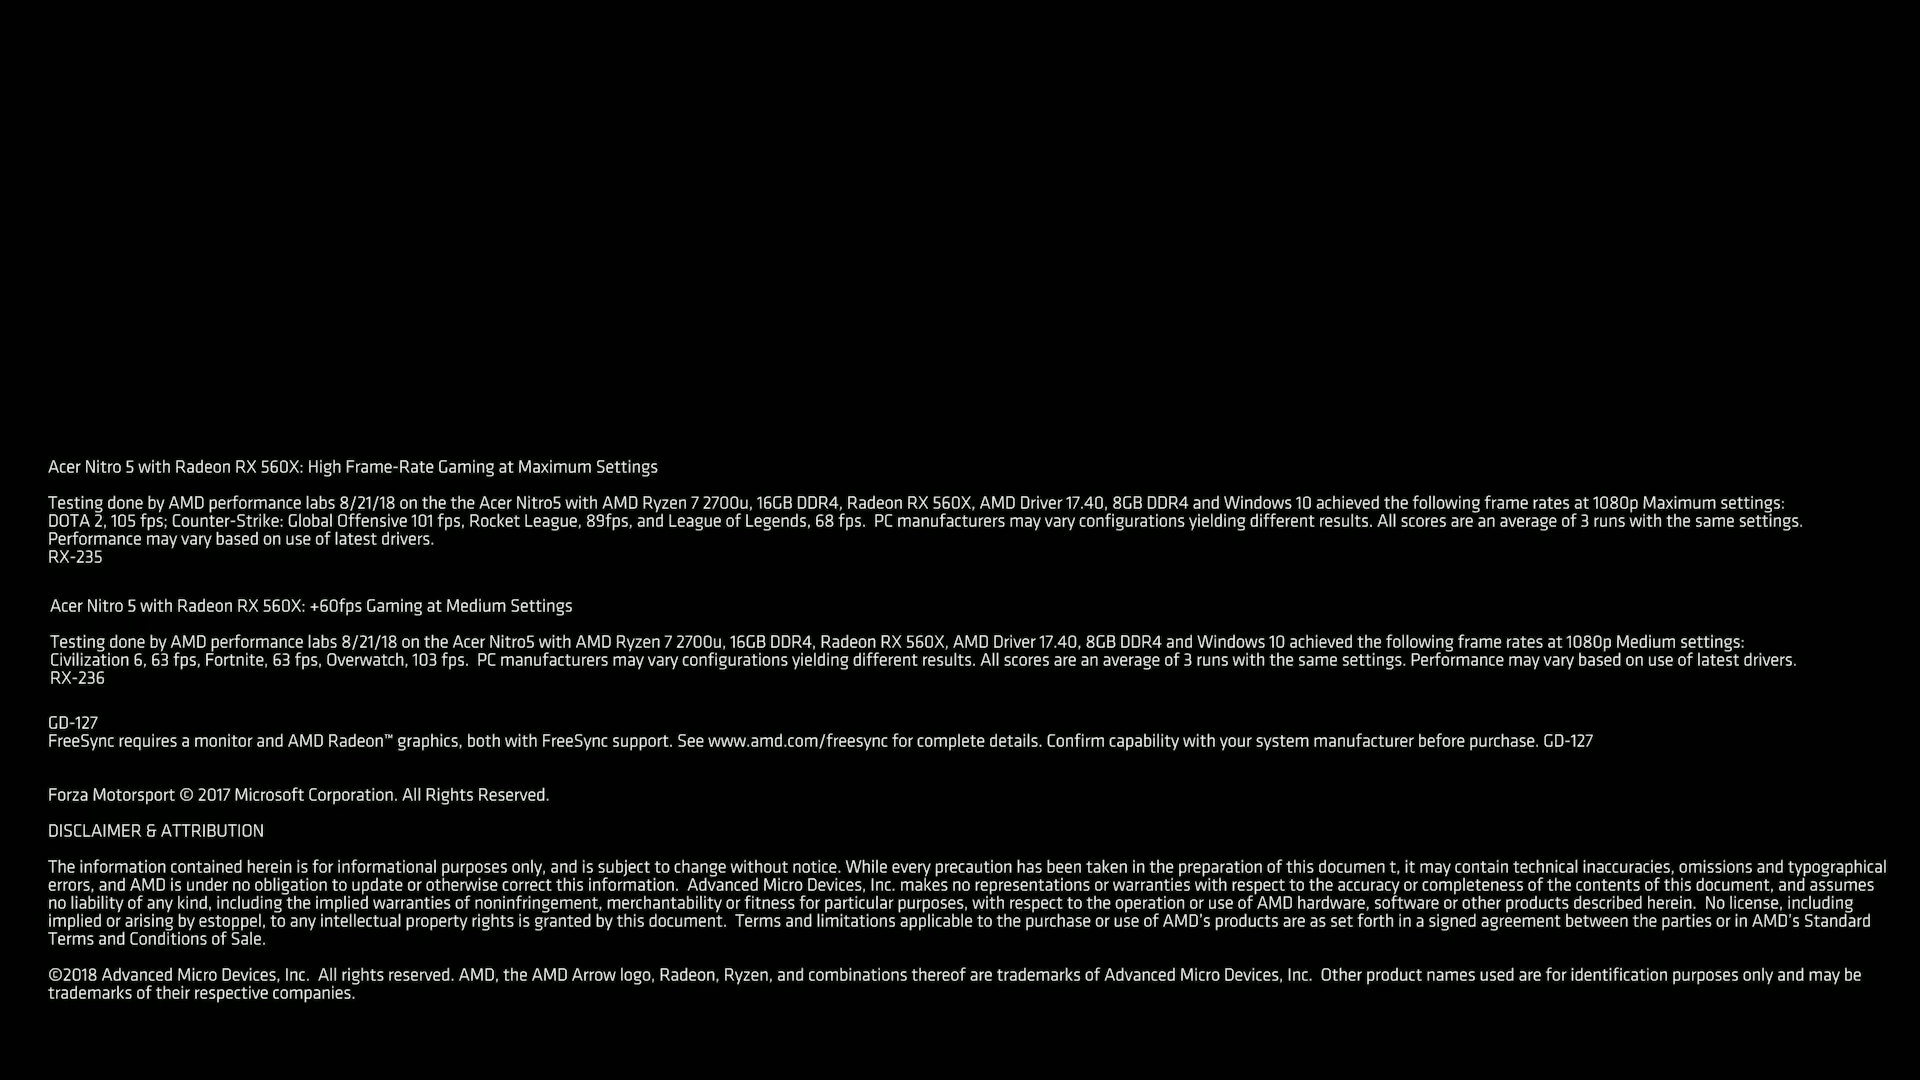 Acer Nitro 5 with Radeon RX 560X: High Frame-Rate Gaming at Maximum Settings
Testing done by AMD performance labs 8/21/18 on the the Acer Nitro5 with AMD Ryzen 7 2700u, 16GB DDR4, Radeon RX 560X, AMD Driver 17.40, 8GB DDR4 and Windows 10 achieved the following frame rates at 1080p Maximum settings:
DOTA 2, 105 fps; Counter-Strike: Global Offensive 101 fps, Rocket League, 89fps, and League of Legends, 68 fps.  PC manufacturers may vary configurations yielding different results. All scores are an average of 3 runs with the same settings.
Performance may vary based on use of latest drivers.
RX-235
Acer Nitro 5 with Radeon RX 560X: +60fps Gaming at Medium Settings
Testing done by AMD performance labs 8/21/18 on the Acer Nitro5 with AMD Ryzen 7 2700u, 16GB DDR4, Radeon RX 560X, AMD Driver 17.40, 8GB DDR4 and Windows 10 achieved the following frame rates at 1080p Medium settings:
Civilization 6, 63 fps, Fortnite, 63 fps, Overwatch, 103 fps.  PC manufacturers may vary configurations yielding different results. All scores are an average of 3 runs with the same settings. Performance may vary based on use of latest drivers.
RX-236
GD-127
FreeSync requires a monitor and AMD Radeon™ graphics, both with FreeSync support. See www.amd.com/freesync for complete details. Confirm capability with your system manufacturer before purchase. GD-127
Forza Motorsport © 2017 Microsoft Corporation. All Rights Reserved.
DISCLAIMER & ATTRIBUTION
The information contained herein is for informational purposes only, and is subject to change without notice. While every precaution has been taken in the preparation of this documen t, it may contain technical inaccuracies, omissions and typographical
errors, and AMD is under no obligation to update or otherwise correct this information.  Advanced Micro Devices, Inc. makes no representations or warranties with respect to the accuracy or completeness of the contents of this document, and assumes
no liability of any kind, including the implied warranties of noninfringement, merchantability or fitness for particular purposes, with respect to the operation or use of AMD hardware, software or other products described herein.  No license, including
implied or arising by estoppel, to any intellectual property rights is granted by this document.  Terms and limitations applicable to the purchase or use of AMD's products are as set forth in a signed agreement between the parties or in AMD's Standard
Terms and Conditions of Sale.
©2018 Advanced Micro Devices, Inc.  All rights reserved. AMD, the AMD Arrow logo, Radeon, Ryzen, and combinations thereof are trademarks of Advanced Micro Devices, Inc.  Other product names used are for identification purposes only and may be
trademarks of their respective companies.